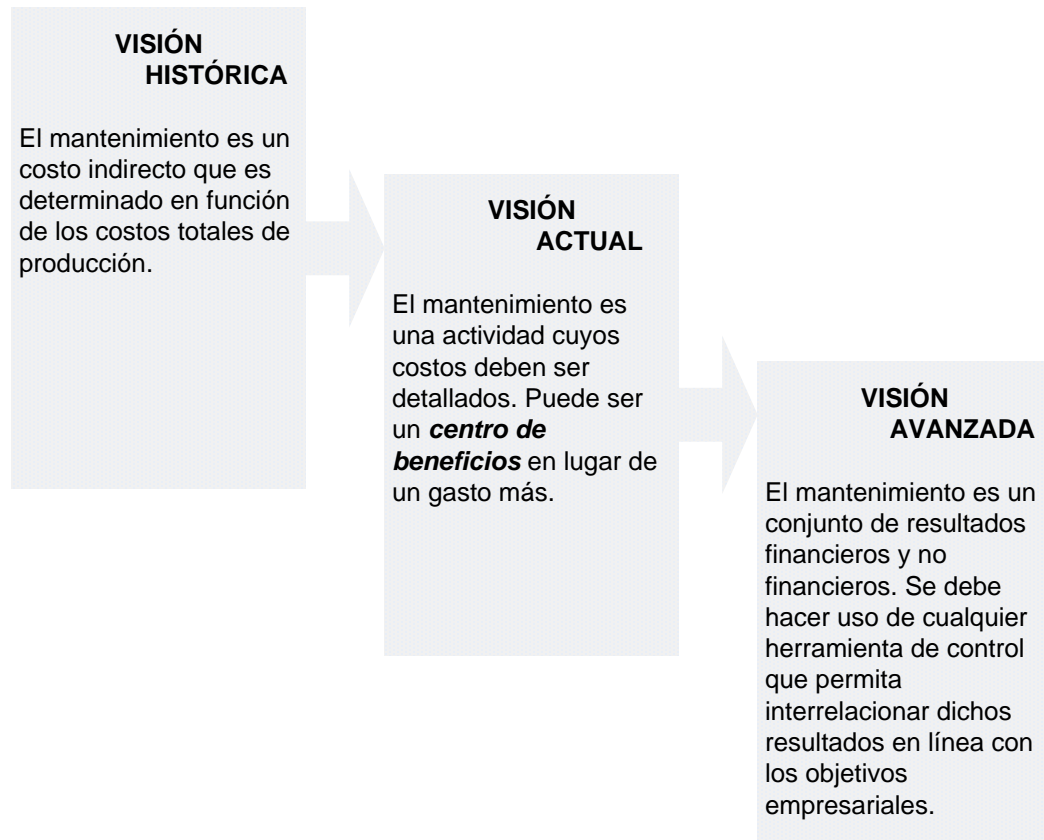 VISIÓN
HISTÓRICA
El mantenimiento es un
costo indirecto que es
determinado en función
de los costos totales de
producción.
VISIÓN
ACTUAL
El mantenimiento es
una actividad cuyos
costos deben ser
detallados. Puede ser
un centro de
beneficios en lugar de
un gasto más.
VISIÓN
AVANZADA
El mantenimiento es un
conjunto de resultados
financieros y no
financieros. Se debe
hacer uso de cualquier
herramienta de control
que permita
interrelacionar dichos
resultados en línea con
los objetivos
empresariales.